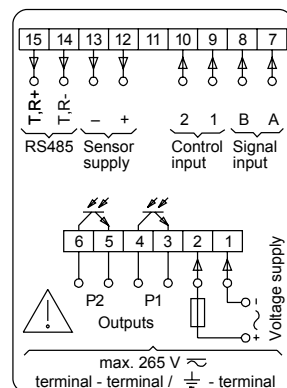 15 14 13 12 11 10 9 8 7
T,R+ T,R- – + 2 1 B A
RS485 Sensor supply Control input Signal input
6 5 4 3 2 1
P2 P1
Outputs
- +
Voltage supply
max. 265 V
terminal - terminal / - terminal